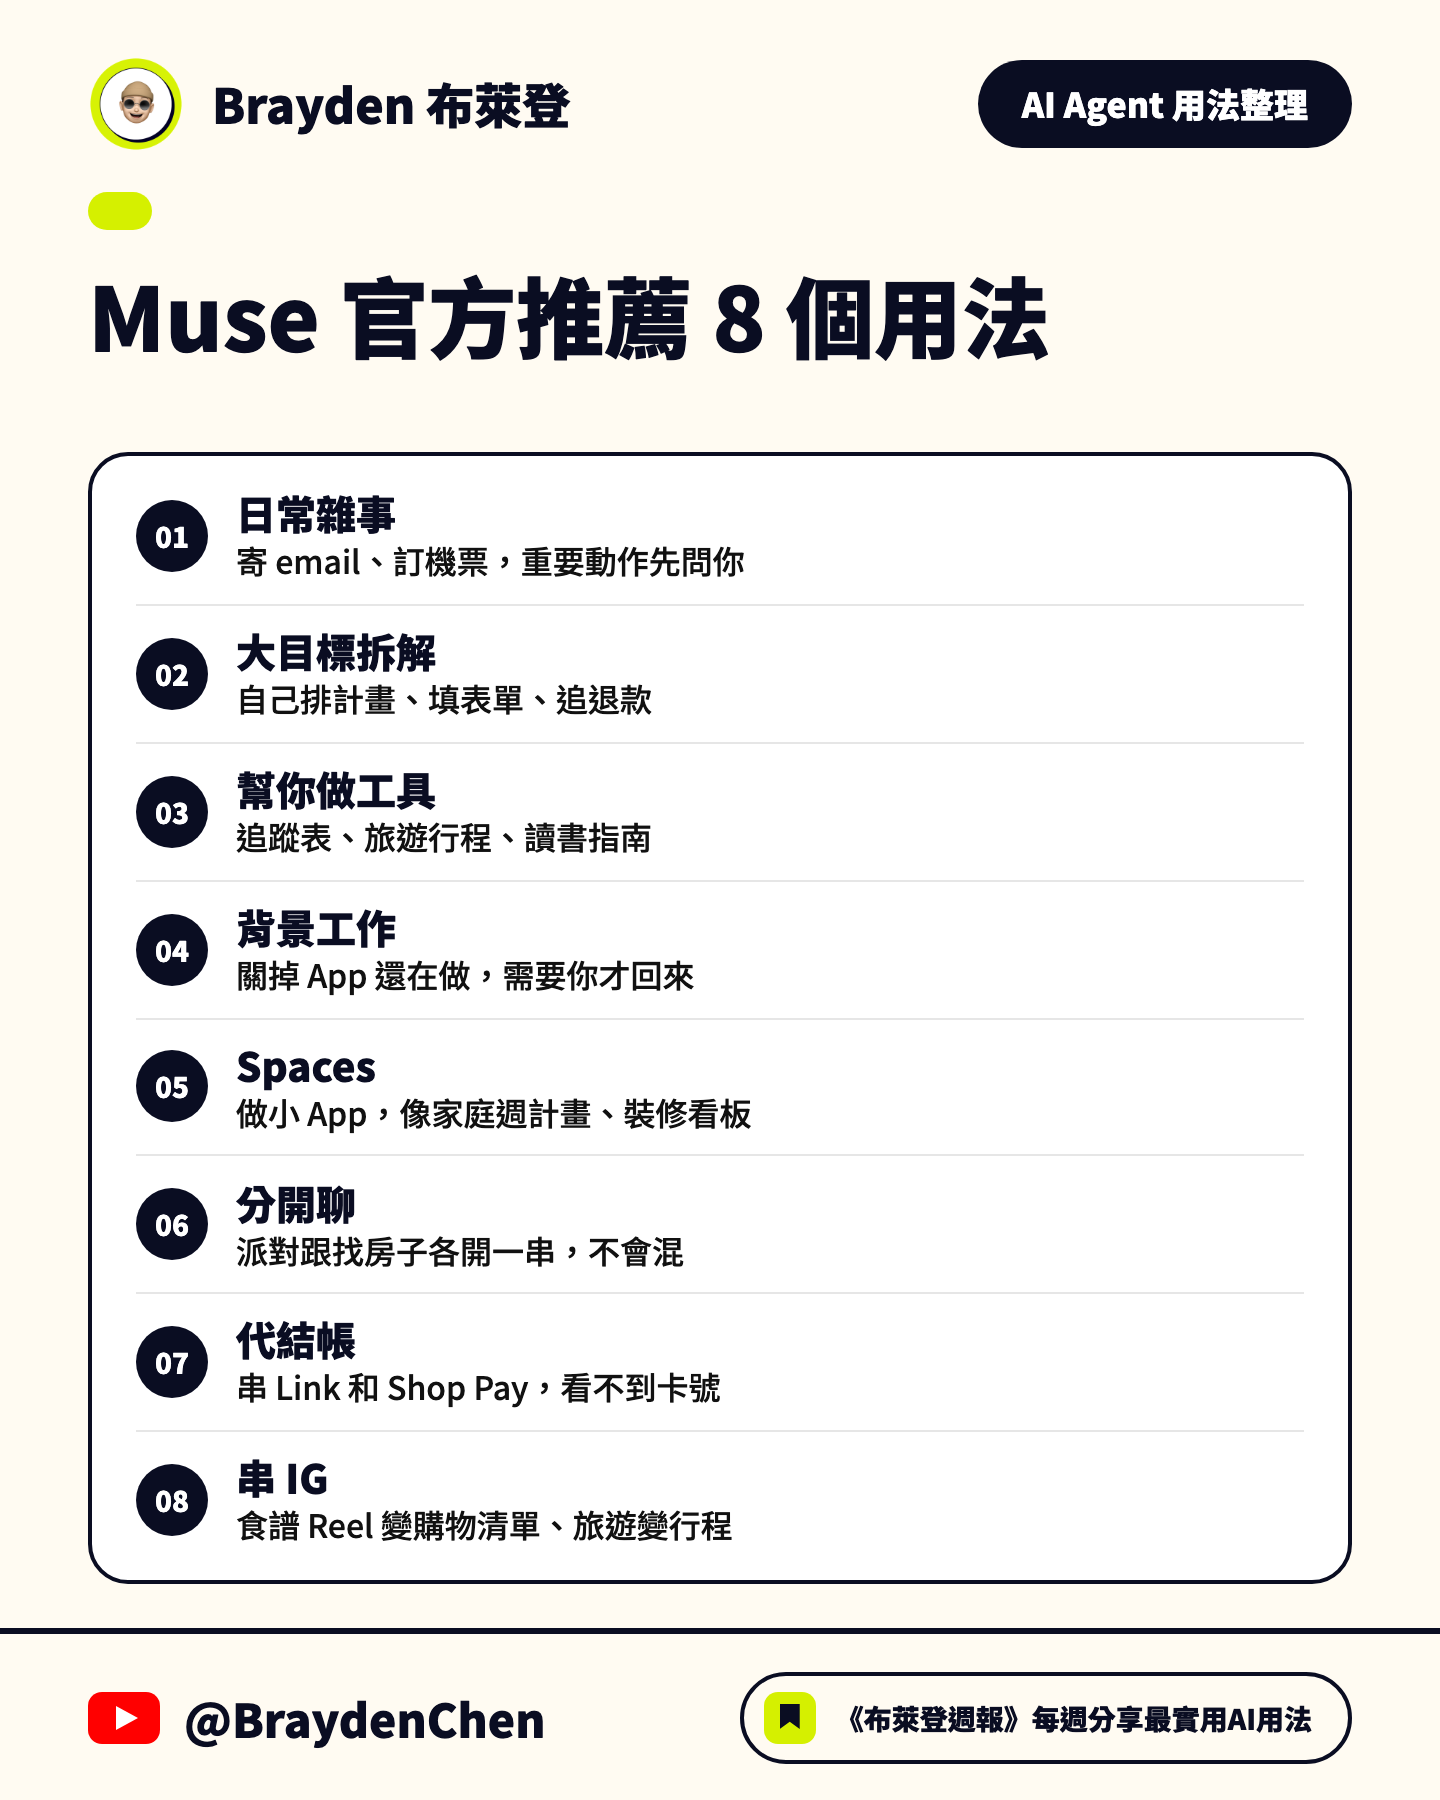 Brayden 布萊登
AI Agent 用法整理
Muse 官方推薦 8 個用法
01
日常雜事
寄 email、訂機票，重要動作先問你
02
大目標拆解
自己排計畫、填表單、追退款
03
幫你做工具
追蹤表、旅遊行程、讀書指南
04
背景工作
關掉 App 還在做，需要你才回來
05
Spaces
做小 App，像家庭週計畫、裝修看板
06
分開聊
派對跟找房子各開一串，不會混
07
代結帳
串 Link 和 Shop Pay，看不到卡號
08
串 IG
食譜 Reel 變購物清單、旅遊變行程
@BraydenChen
《布萊登週報》每週分享最實用AI用法